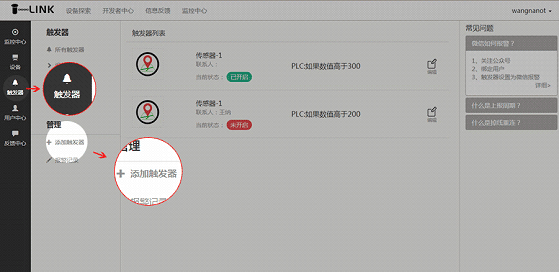 LINK 设备探索 开发者中心 信息反馈 监控中心 wangnanot
监控中心
设备
触发器
用户中心
反馈中心
触发器
所有触发器
触发器
管理
添加触发器
报警记录
管理
添加触发器
报警记录
触发器列表
传感器-1
联系人：
当前状态： 已开启
PLC:如果数值高于300
编辑
传感器-1
联系人：王楠
当前状态： 未开启
PLC:如果数值高于200
编辑
常见问题
微信如何报警？
1、关注公众号
2、绑定用户
3、触发器设置为微信报警
详细»
什么是上报周期？
什么是掉线重连？